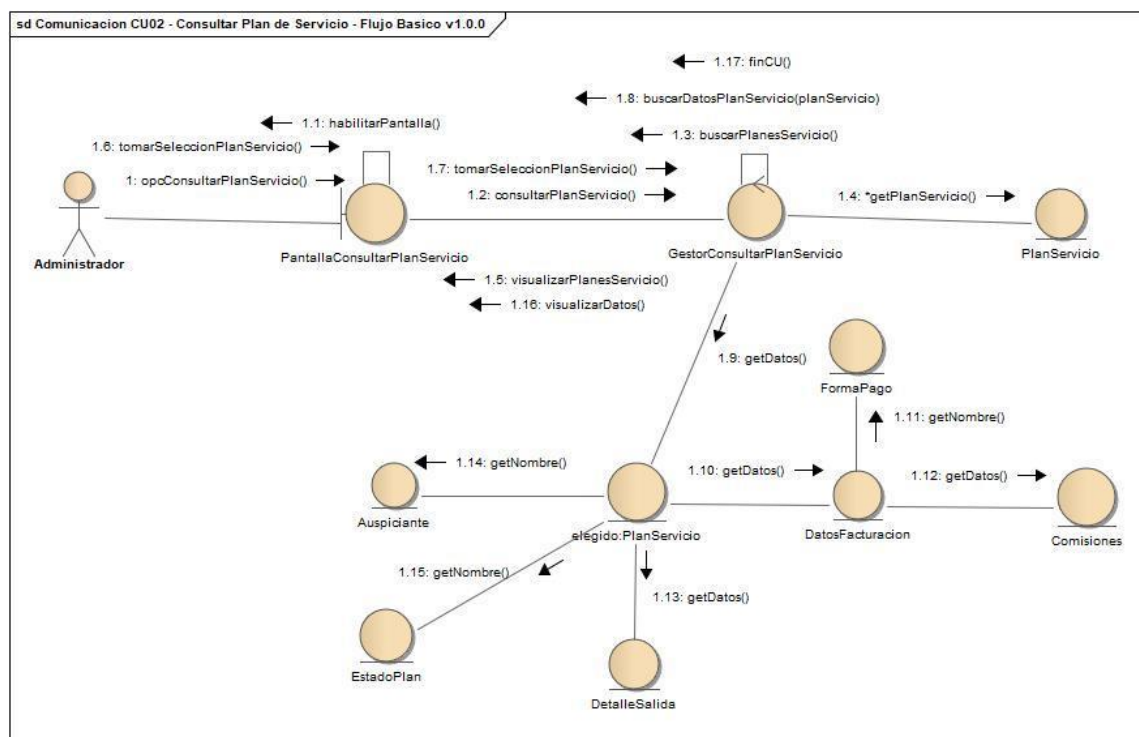 sd Comunicacion CU02 - Consultar Plan de Servicio - Flujo Basico v1.0.0
1.17: finCU()
1.8: buscarDatosPlanServicio(planServicio)
1.1: habilitarPantalla()
1.3: buscarPlanesServicio()
1.6: tomarSeleccionPlanServicio()
1.7: tomarSeleccionPlanServicio()
1: opcConsultarPlanServicio()
1.2: consultarPlanServicio()
1.4: *getPlanServicio()
Administrador
PantallaConsultarPlanServicio
GestorConsultarPlanServicio
PlanServicio
1.5: visualizarPlanesServicio()
1.16: visualizarDatos()
1.9: getDatos()
FormaPago
1.11: getNombre()
1.14: getNombre()
1.10: getDatos()
1.12: getDatos()
Auspiciante
elegido:PlanServicio
DatosFacturacion
Comisiones
1.15: getNombre()
1.13: getDatos()
EstadoPlan
DetalleSalida